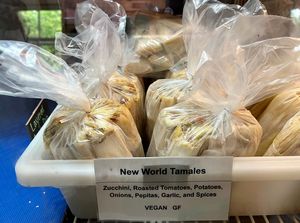 New World Tamales
Zucchini, Roasted Tomatoes, Potatoes,
Onions, Pepitas, Garlic, and Spices
VEGAN GF